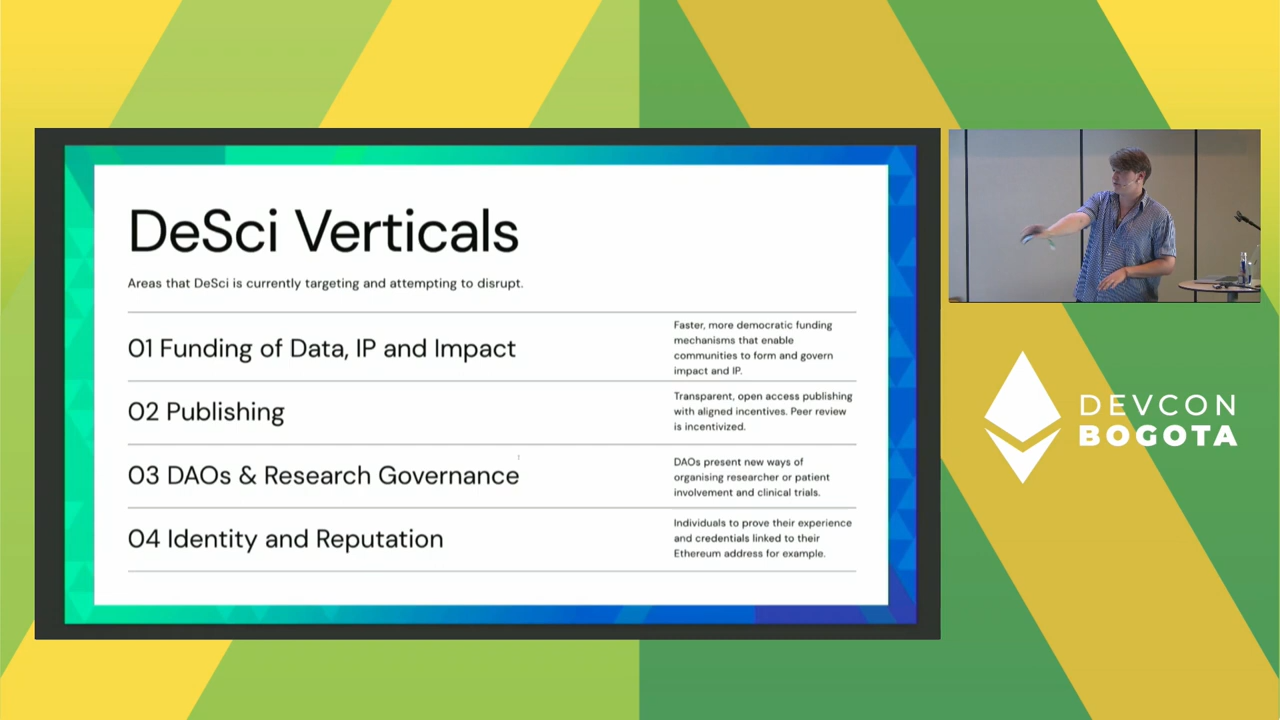 DeSci Verticals
Areas that DeSci is currently targeting and attempting to disrupt.
01 Funding of Data, IP and Impact
Faster, more democratic funding
mechanisms that enable
communities to form and govern
impact and IP.
02 Publishing
Transparent, open access publishing
with aligned incentives. Peer review
is incentivized.
03 DAOs & Research Governance
DAOs present new ways of
organising researcher or patient
involvement and clinical trials.
04 Identity and Reputation
Individuals to prove their experience
and credentials linked to their
Ethereum address for example.
DEVCON
BOGOTA